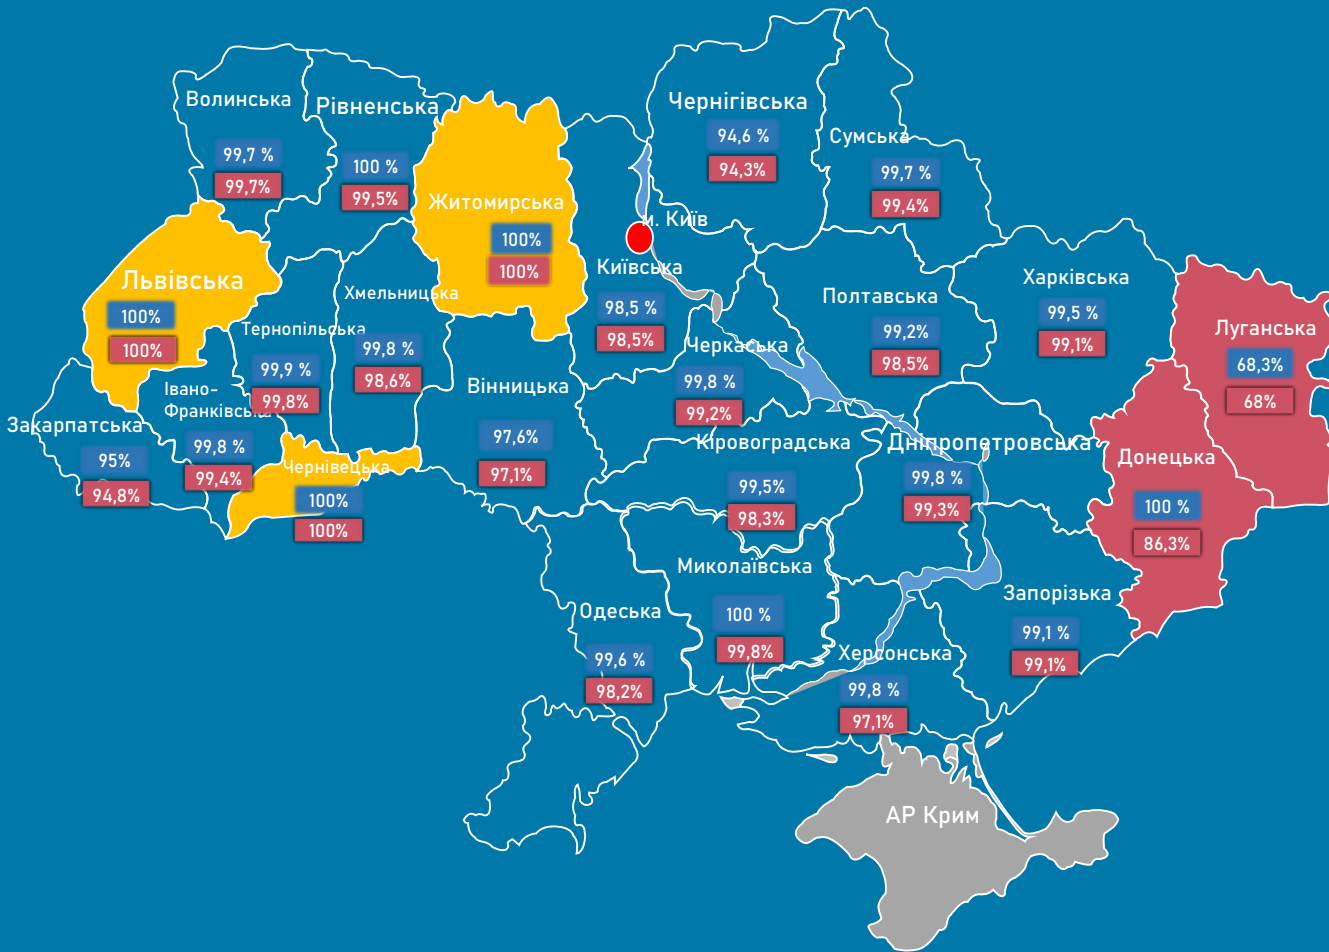 Волинська
99,7 %
99,7%
Рівненська
100 %
99,5%
Житомирська
100%
100%
Чернігівська
94,6 %
94,3%
Сумська
99,7 %
99,4%
м. Київ
Київська
98,5 %
98,5%
Львівська
100%
100%
Тернопільська
99,9 %
99,8%
Хмельницька
99,8 %
98,6%
Вінницька
97,6%
97,1%
Черкаська
99,8 %
99,2%
Полтавська
99,2%
98,5%
Харківська
99,5 %
99,1%
Луганська
68,3%
68%
Закарпатська
95%
94,8%
Івано-
Франківська
99,8 %
99,4%
Чернівецька
100%
100%
Кіровоградська
99,5%
98,3%
Дніпропетровська
99,8 %
99,3%
Донецька
100 %
86,3%
Одеська
99,6 %
98,2%
Миколаївська
100 %
99,8%
Херсонська
99,8 %
97,1%
Запорізька
99,1 %
99,1%
АР Крим